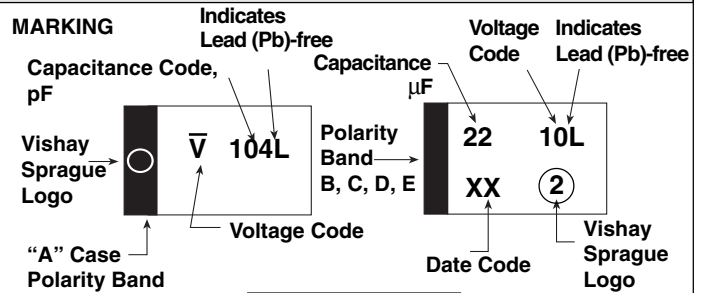 MARKING
Indicates
Lead (Pb)-free
Capacitance Code,
pF
Vishay
Sprague
Logo
V̅ 104L
Voltage Code
“A” Case
Polarity Band
Voltage
Code
Indicates
Lead (Pb)-free
Capacitance
µF
Polarity
Band
B, C, D, E
22 10L
XX 2
Date Code
Vishay
Sprague
Logo